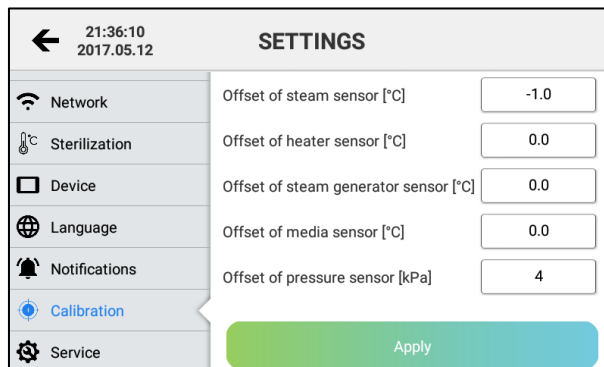 21:36:10
2017.05.12
SETTINGS
Network
°C
Sterilization
Device
Language
Notifications
Calibration
Service
Offset of steam sensor [°C]
-1.0
Offset of heater sensor [°C]
0.0
Offset of steam generator sensor [°C]
0.0
Offset of media sensor [°C]
0.0
Offset of pressure sensor [kPa]
4
Apply